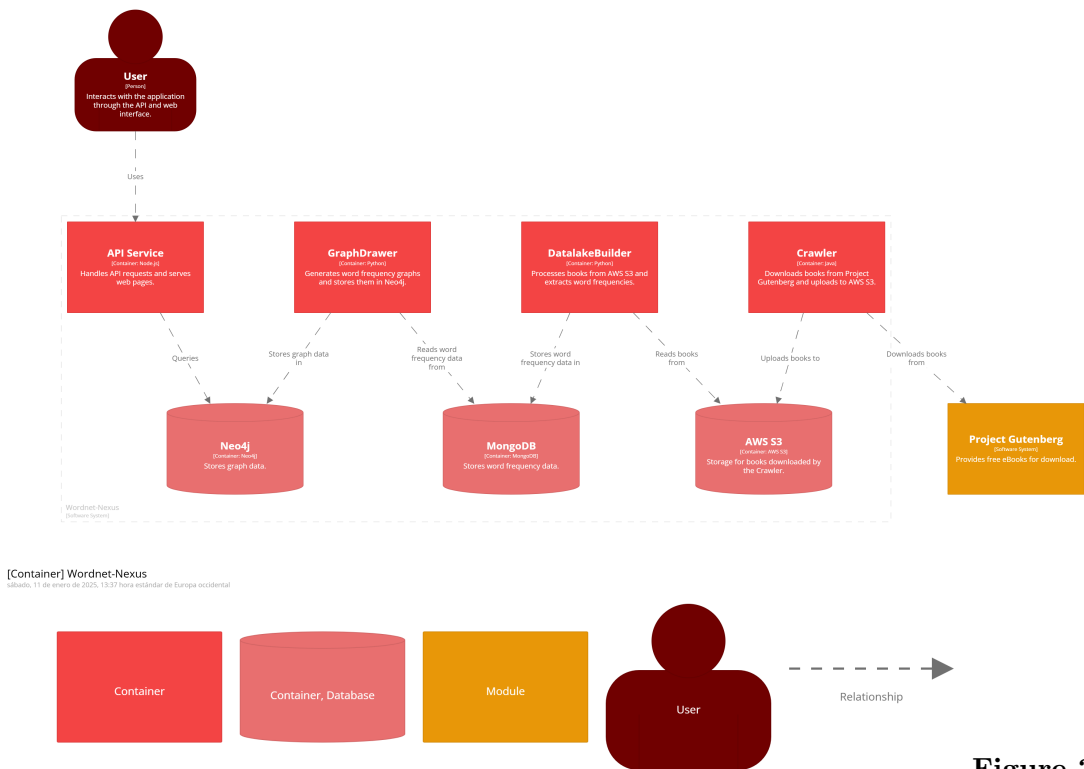 User
[Person]
Interacts with the application
through the API and web
interface.
Uses
API Service
[Container: Node.js]
Handles API requests and serves
web pages.
GraphDrawer
[Container: Python]
Generates word frequency graphs
and stores them in Neo4j.
DatalakeBuilder
[Container: Python]
Processes books from AWS S3 and
extracts word frequencies.
Crawler
[Container: Java]
Downloads books from Project
Gutenberg and uploads to AWS S3.
Queries
Stores graph data
in
Reads word
frequency data
from
Stores word
frequency data in
Reads books
from
Uploads books to
Downloads books
from
Neo4j
[Container: Neo4j]
Stores graph data.
MongoDB
[Container: MongoDB]
Stores word frequency data.
AWS S3
[Container: AWS S3]
Storage for books downloaded by
the Crawler.
Project Gutenberg
[Software System]
Provides free eBooks for download.
Wordnet-Nexus
[Software System]
[Container] Wordnet-Nexus
sábado, 11 de enero de 2025, 13:37 hora estándar de Europa occidental
Container
Container, Database
Module
User
Relationship
Figure